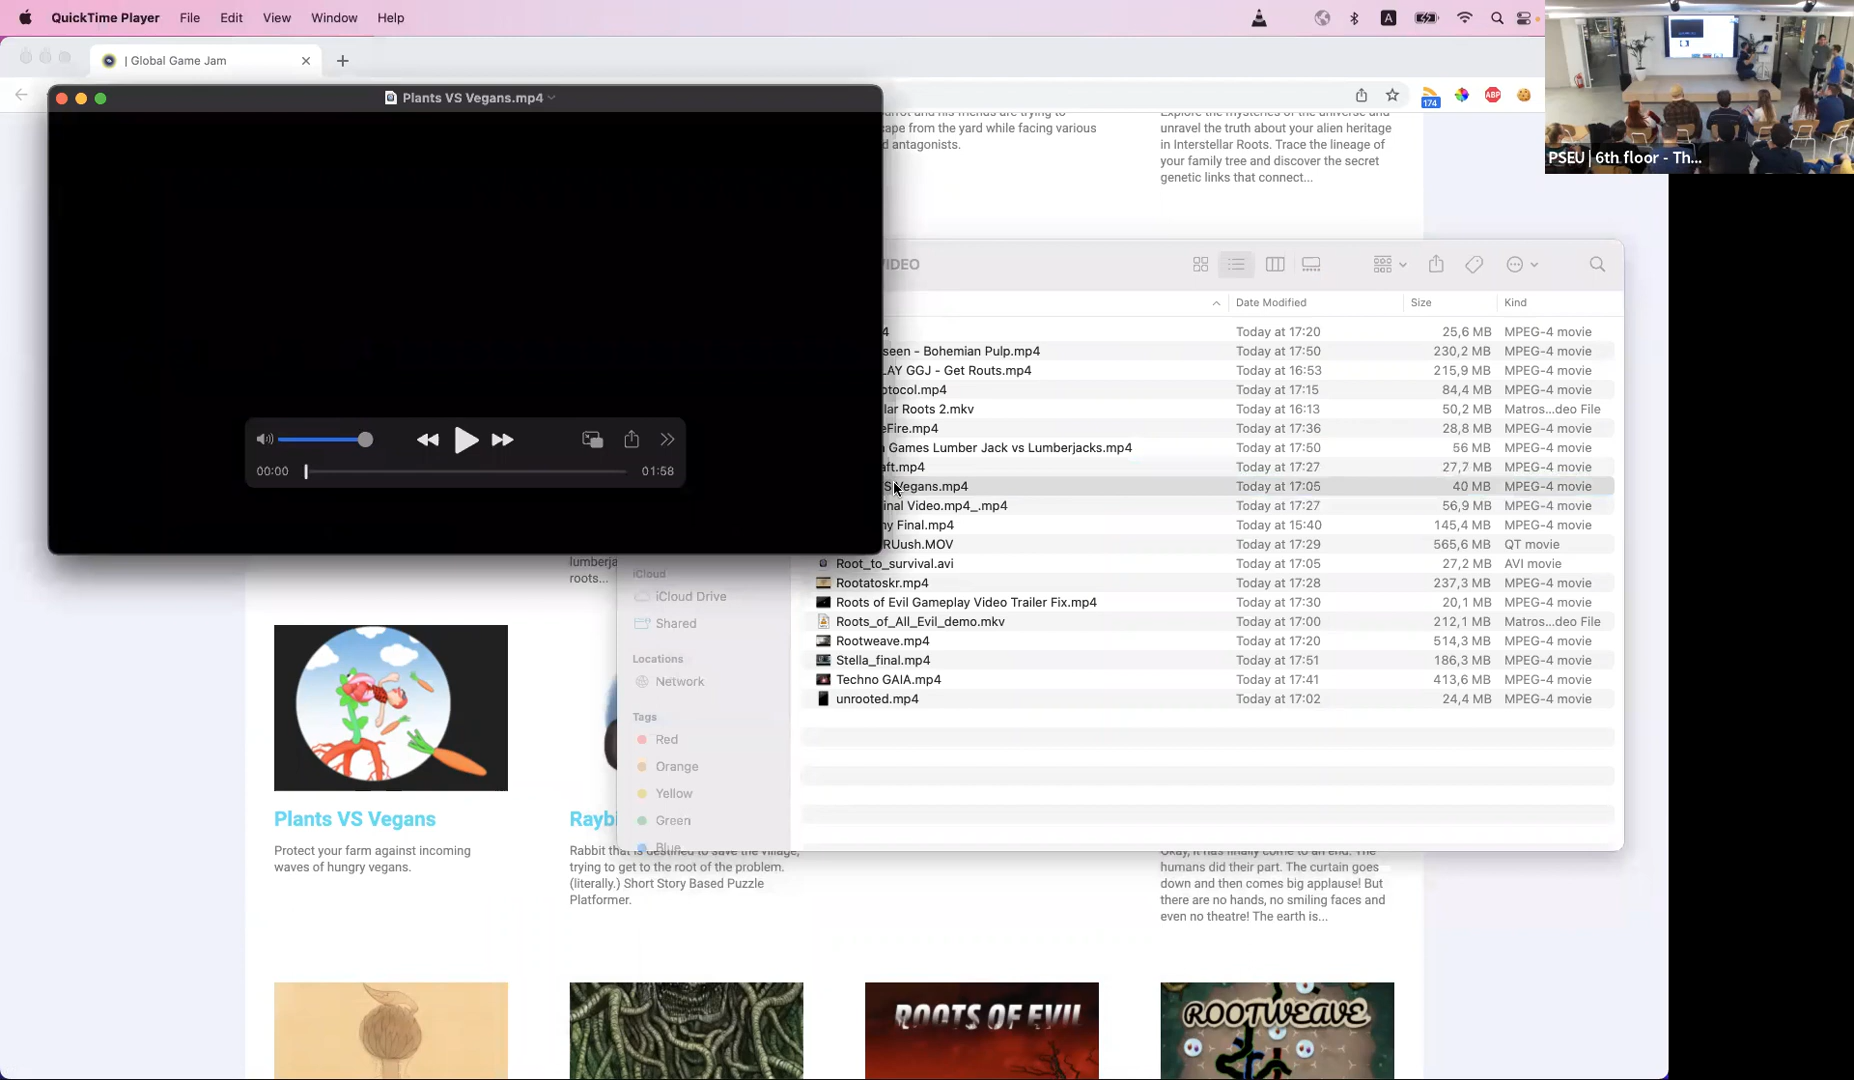 QuickTime Player File Edit View Window Help
| Global Game Jam
174
ABP
PSEU | 6th floor - Th...
Plants VS Vegans.mp4
00:00
01:58
and his friends are trying to
cape from the yard while facing various
antagonists.
Explore the mysteries of the universe and
unravel the truth about your alien heritage
in Interstellar Roots. Trace the lineage of
your family tree and discover the secret
genetic links that connect...
VIDEO
Date Modified Size Kind
4 Today at 17:20 25,6 MB MPEG-4 movie
seen - Bohemian Pulp.mp4 Today at 17:50 230,2 MB MPEG-4 movie
LAY GGJ - Get Routs.mp4 Today at 16:53 215,9 MB MPEG-4 movie
otocol.mp4 Today at 17:15 84,4 MB MPEG-4 movie
lar Roots 2.mkv Today at 16:13 50,2 MB Matros...deo File
eFire.mp4 Today at 17:36 28,8 MB MPEG-4 movie
Games Lumber Jack vs Lumberjacks.mp4 Today at 17:50 56 MB MPEG-4 movie
aft.mp4 Today at 17:27 27,7 MB MPEG-4 movie
S Vegans.mp4 Today at 17:05 40 MB MPEG-4 movie
inal Video.mp4_.mp4 Today at 17:27 56,9 MB MPEG-4 movie
ny Final.mp4 Today at 15:40 145,4 MB MPEG-4 movie
RUush.MOV Today at 17:29 565,6 MB QT movie
Root_to_survival.avi Today at 17:05 27,2 MB AVI movie
Rootatoskr.mp4 Today at 17:28 237,3 MB MPEG-4 movie
Roots of Evil Gameplay Video Trailer Fix.mp4 Today at 17:30 20,1 MB MPEG-4 movie
Roots_of_All_Evil_demo.mkv Today at 17:00 212,1 MB Matros...deo File
Rootweave.mp4 Today at 17:20 514,3 MB MPEG-4 movie
Stella_final.mp4 Today at 17:51 186,3 MB MPEG-4 movie
Techno GAIA.mp4 Today at 17:41 413,6 MB MPEG-4 movie
unrooted.mp4 Today at 17:02 24,4 MB MPEG-4 movie
lumberja
roots...
iCloud
iCloud Drive
Shared
Locations
Network
Tags
Red
Orange
Yellow
Green
Blue
Plants VS Vegans
Protect your farm against incoming
waves of hungry vegans.
Raybi
Rabbit that is destined to save the village,
trying to get to the root of the problem.
(literally.) Short Story Based Puzzle
Platformer.
Okay, it has finally come to an end. The
humans did their part. The curtain goes
down and then comes big applause! But
there are no hands, no smiling faces and
even no theatre! The earth is...
ROOTS OF EVIL
ROOTWEAVE